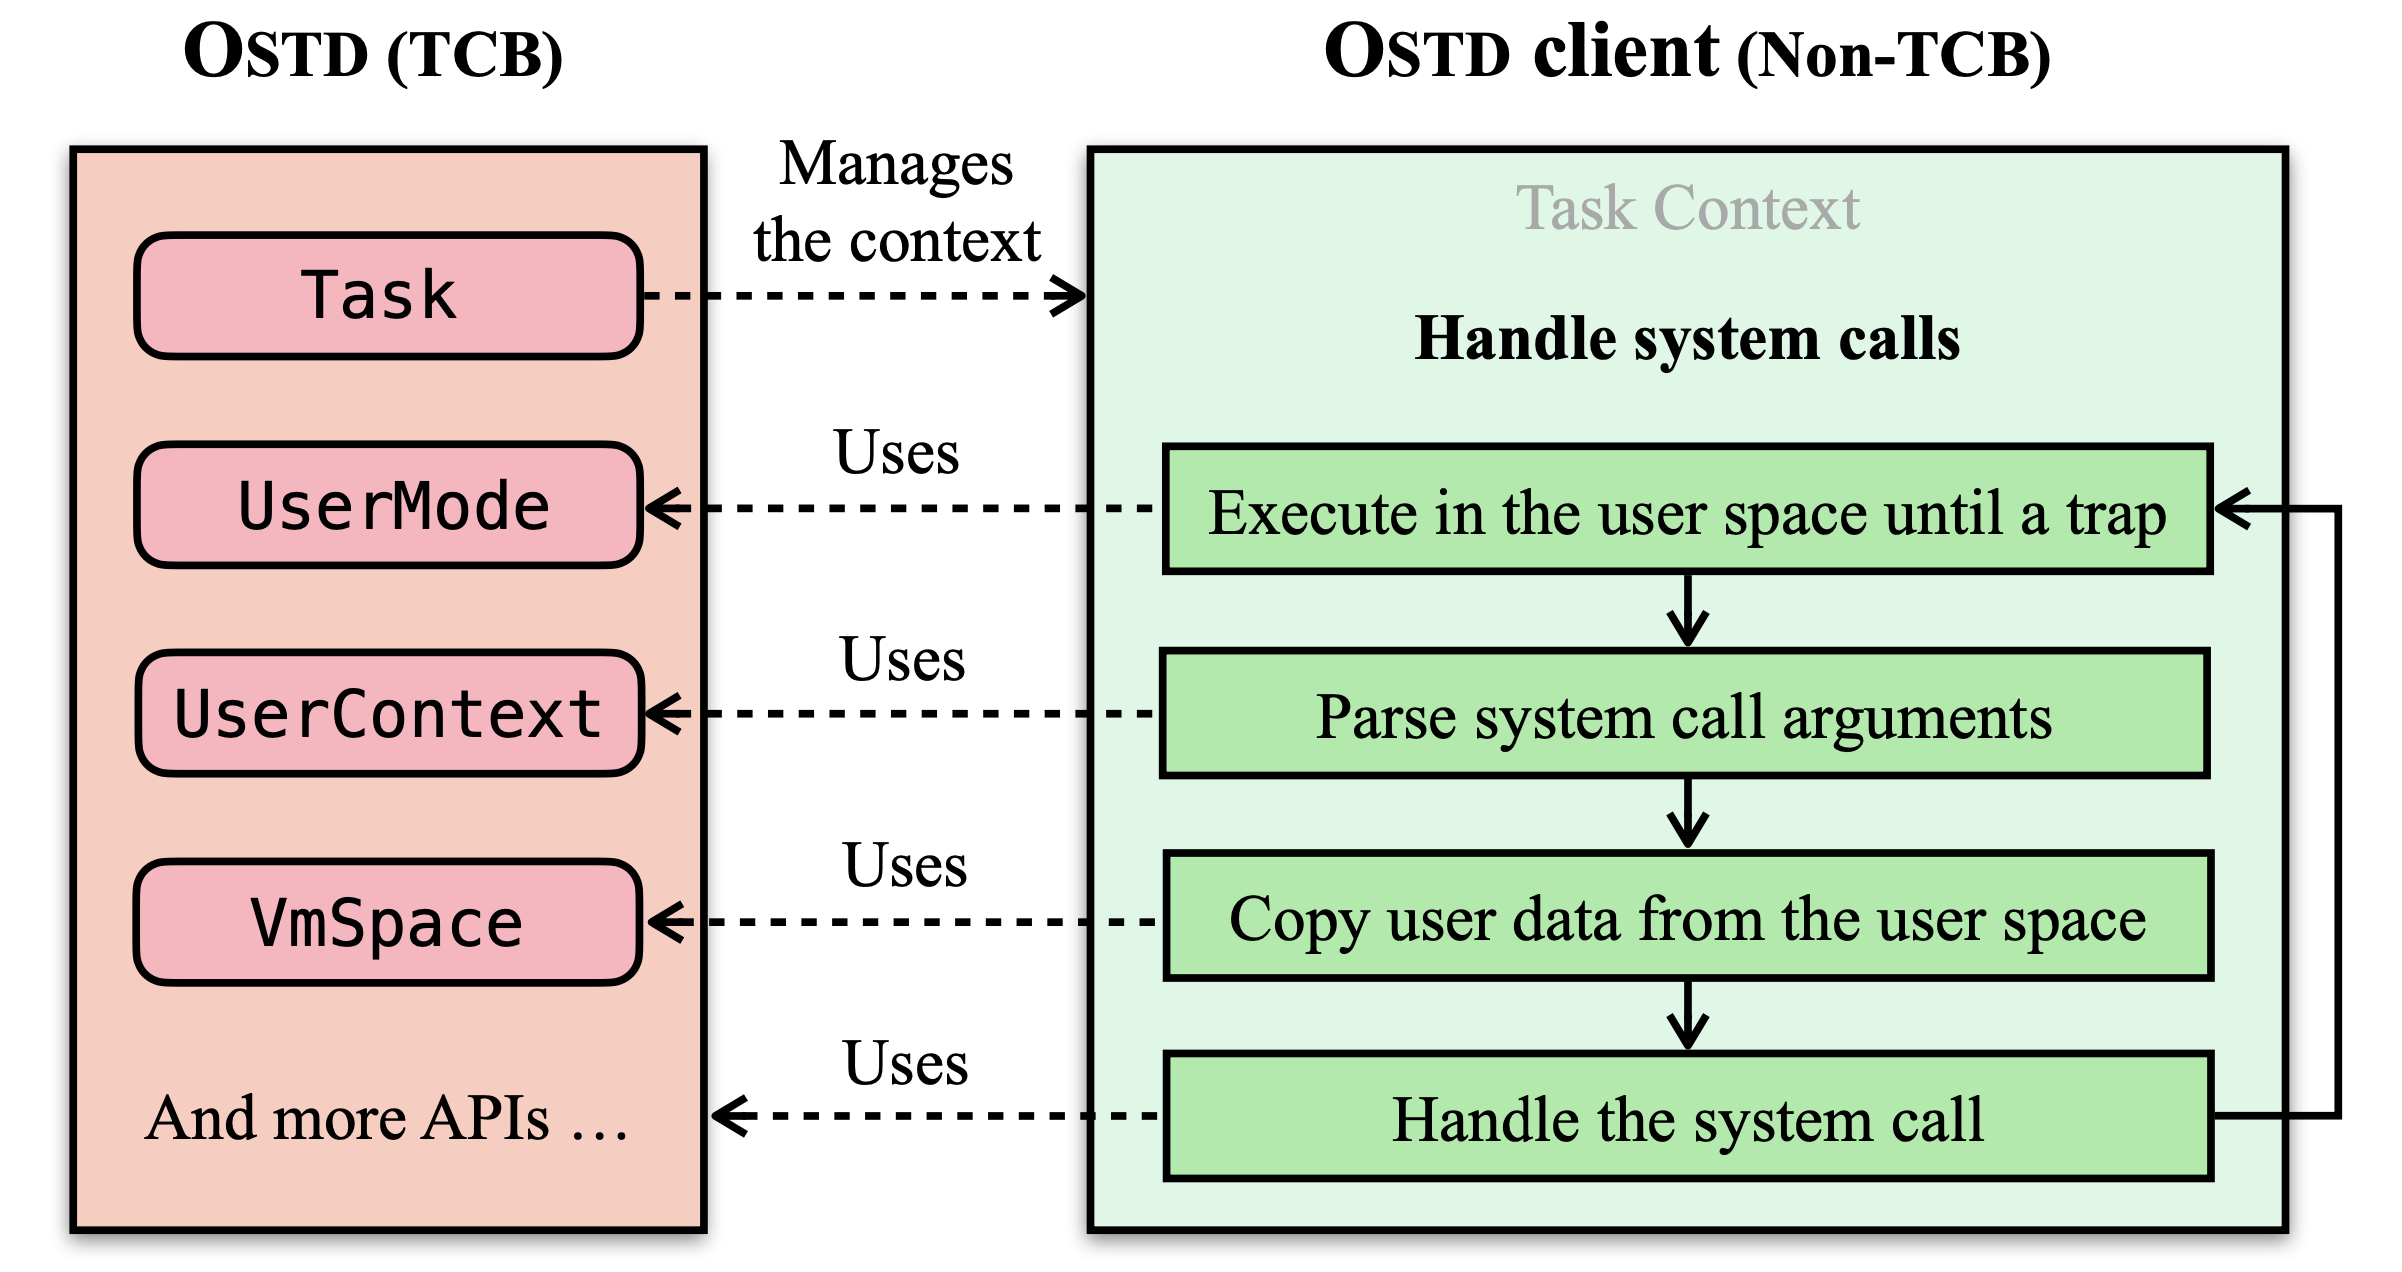 OSTD (TCB)
OSTD client (Non-TCB)
Task
UserMode
UserContext
VmSpace
And more APIs …
Manages
the context
Uses
Uses
Uses
Uses
Task Context
Handle system calls
Execute in the user space until a trap
Parse system call arguments
Copy user data from the user space
Handle the system call